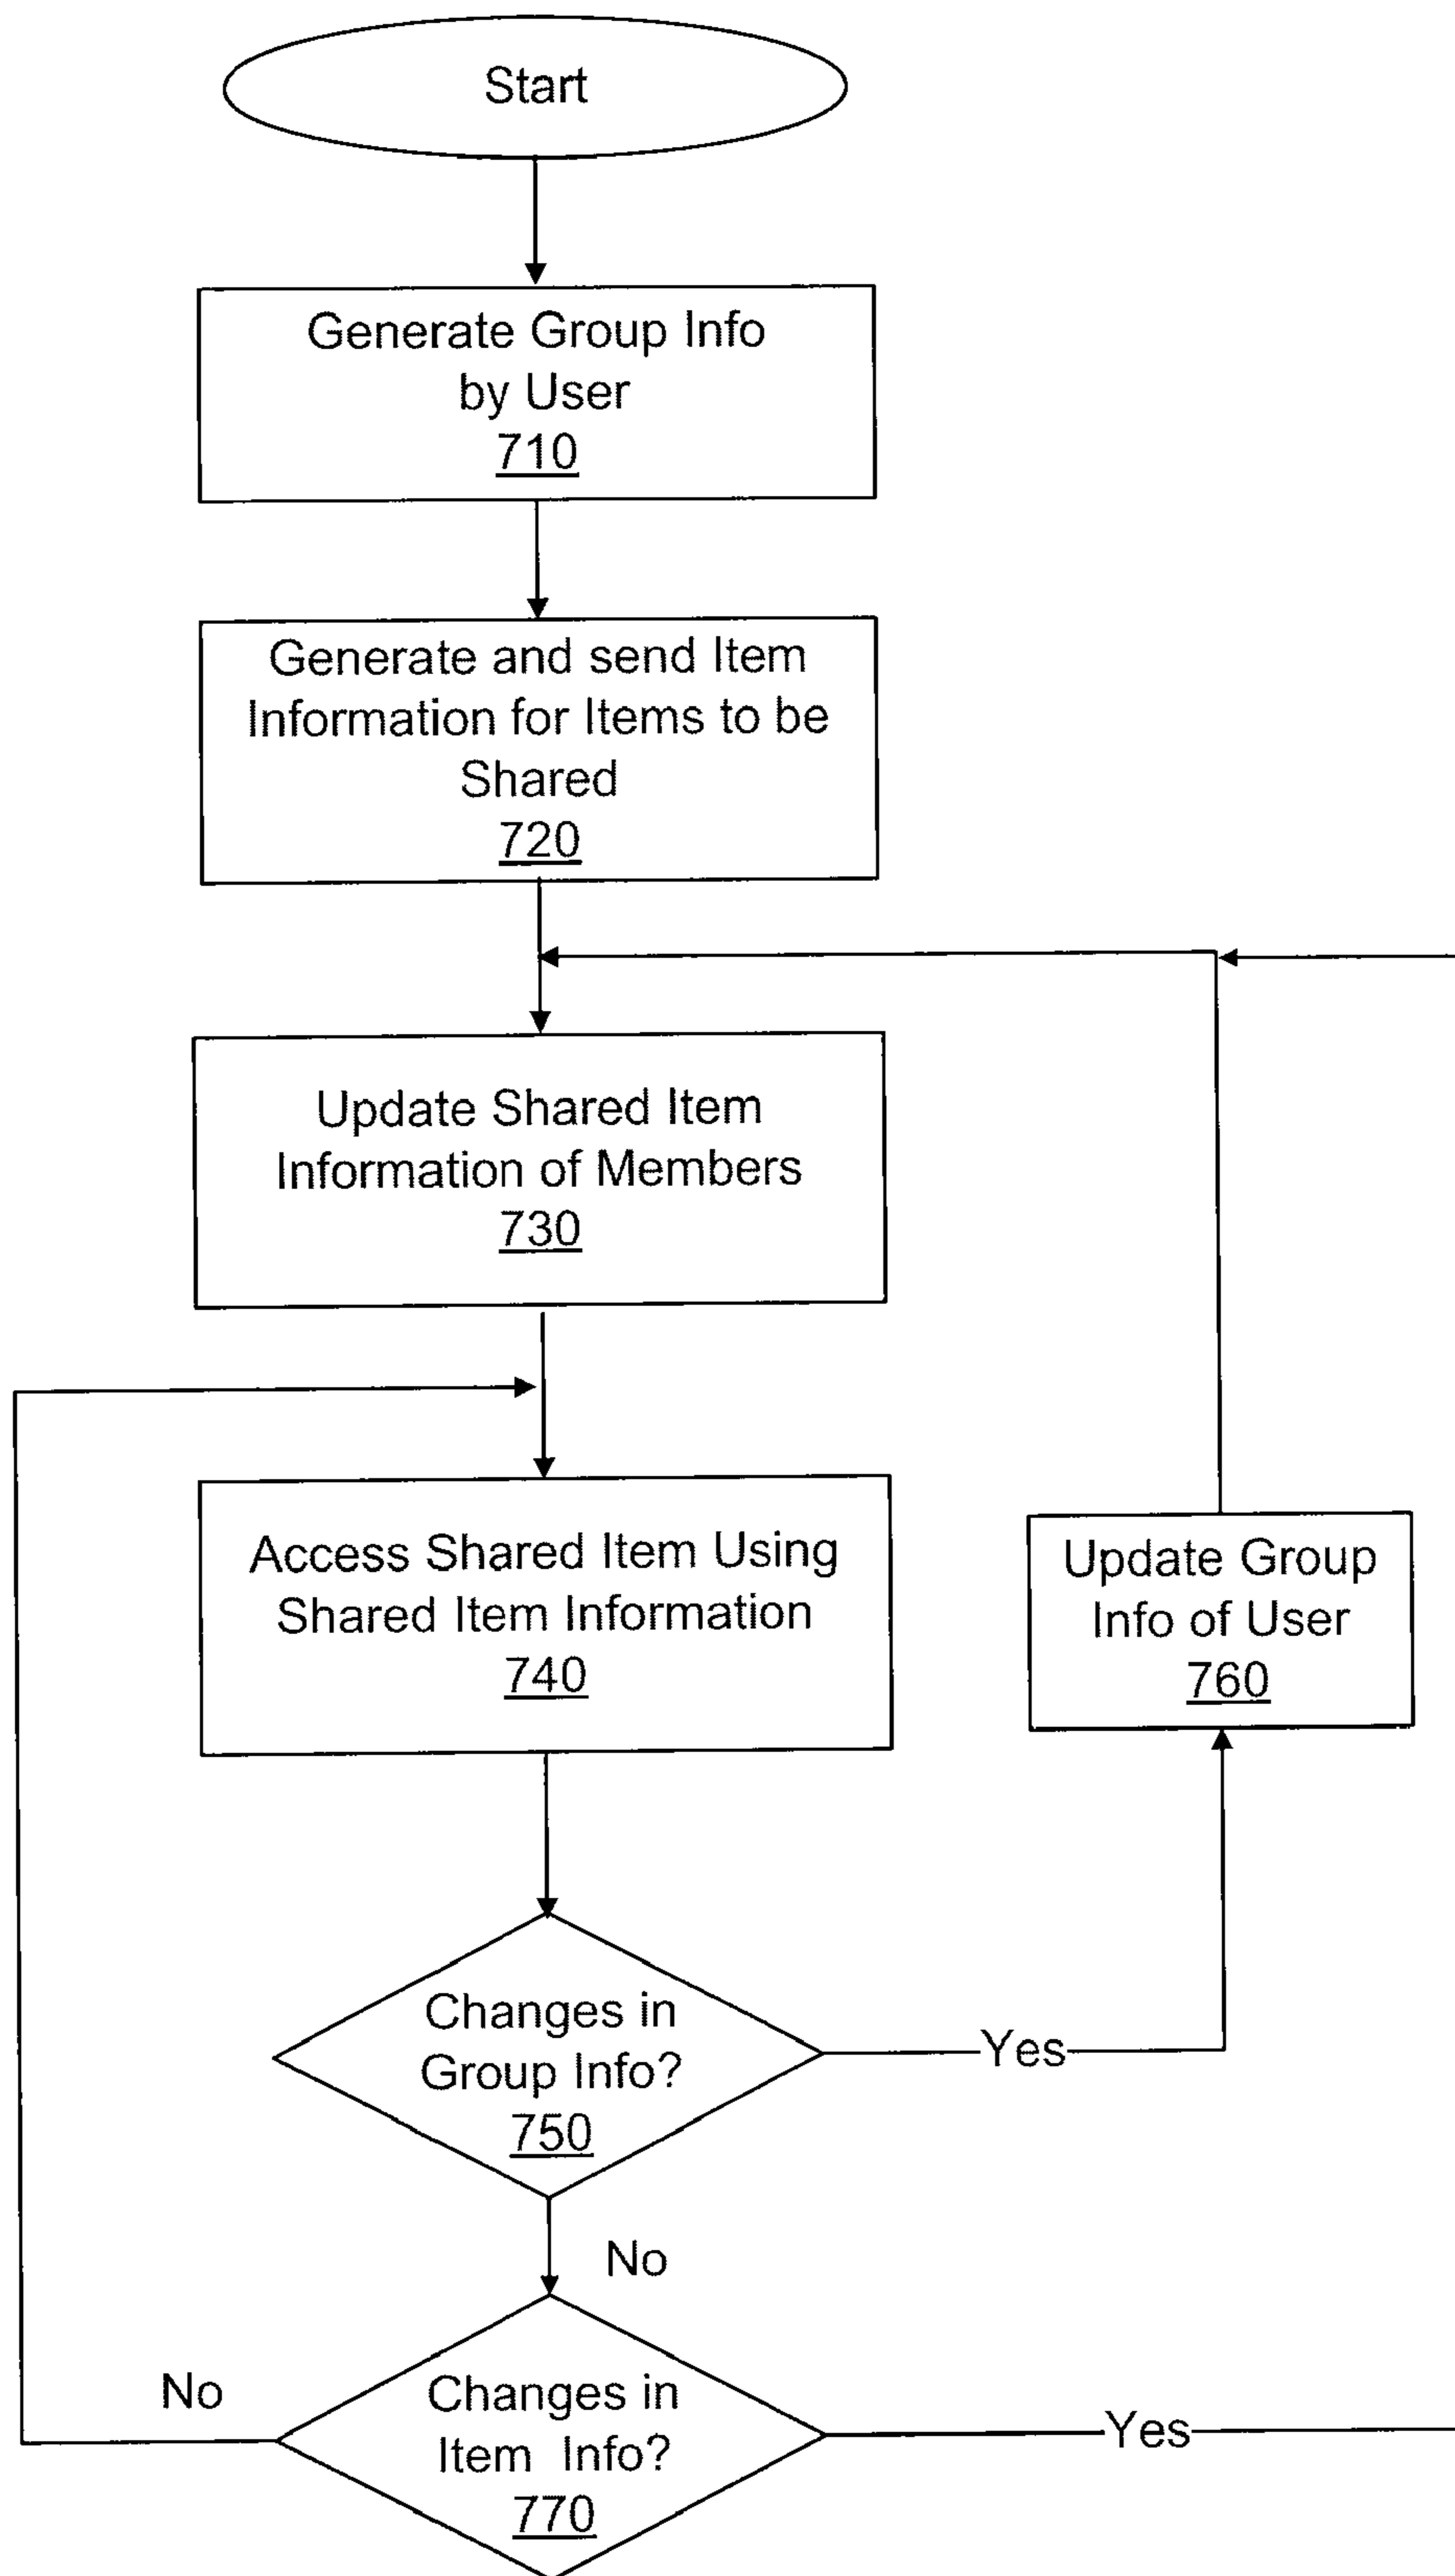 Start
Generate Group Info
by User
710
Generate and send Item
Information for Items to be
Shared
720
Update Shared Item
Information of Members
730
Access Shared Item Using
Shared Item Information
740
Update Group
Info of User
760
Changes in
Group Info?
750
Yes
No
No
Changes in
Item Info?
770
Yes